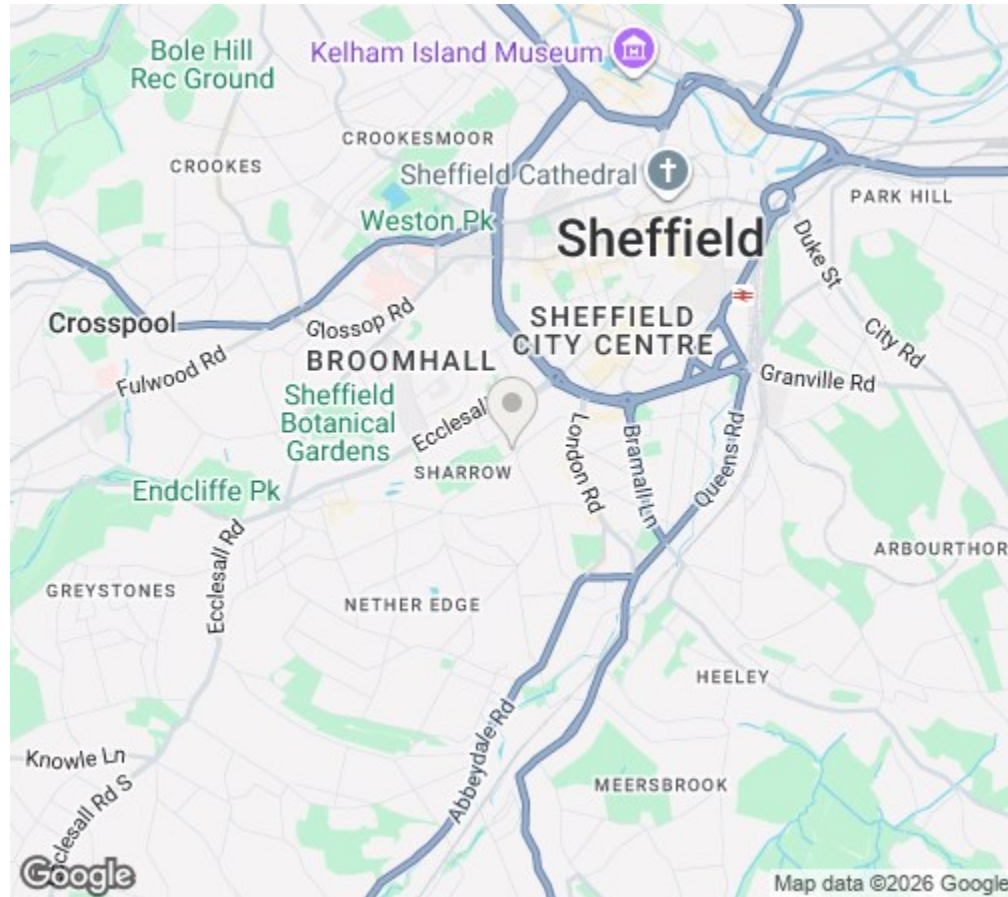 Bole Hill
Rec Ground
Kelham Island Museum
CROOKESMOOR
CROOKES
Sheffield Cathedral
PARK HILL
Weston Pk
Sheffield
Duke St
Crosspool
Glossop Rd
SHEFFIELD
CITY CENTRE
City Rd
Fulwood Rd
BROOMHALL
Granville Rd
Sheffield
Botanical
Gardens
Ecclesall
London Rd
Bramall Ln
Queens Rd
SHARROW
Endcliffe Pk
Ecclesall Rd
ARBOURTHOR
GREYSTONES
NETHER EDGE
HEELEY
Abbeydale Rd
Knowle Ln
MEERSBROOK
cclesall Rd S
Google
Map data ©2026 Google